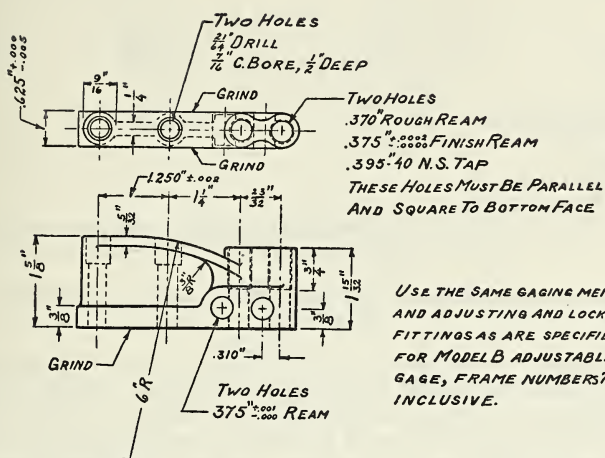 TWO HOLES
21/64" DRILL
7/16" C.BORE, 1/2" DEEP
.625" +.000 -.005
9/16"
1/4"
GRIND
GRIND
TWO HOLES
.370" ROUGH REAM
.375" +.0002 -.0000 FINISH REAM
.395"-40 N.S. TAP
THESE HOLES MUST BE PARALLEL
AND SQUARE TO BOTTOM FACE
1.250" ±.002
1 1/4"
23/32"
5/32"
1 5/8"
3/8"
3/4"
1 15/32"
3/8"
.310"
GRIND
6"R
TWO HOLES
.375" +.001 -.000 REAM
USE THE SAME GAGING
AND ADJUSTING AND LOCK
FITTINGS AS ARE SPECIFIE
FOR MODEL B ADJUSTABL
GAGE, FRAME NUMBERS
INCLUSIVE.